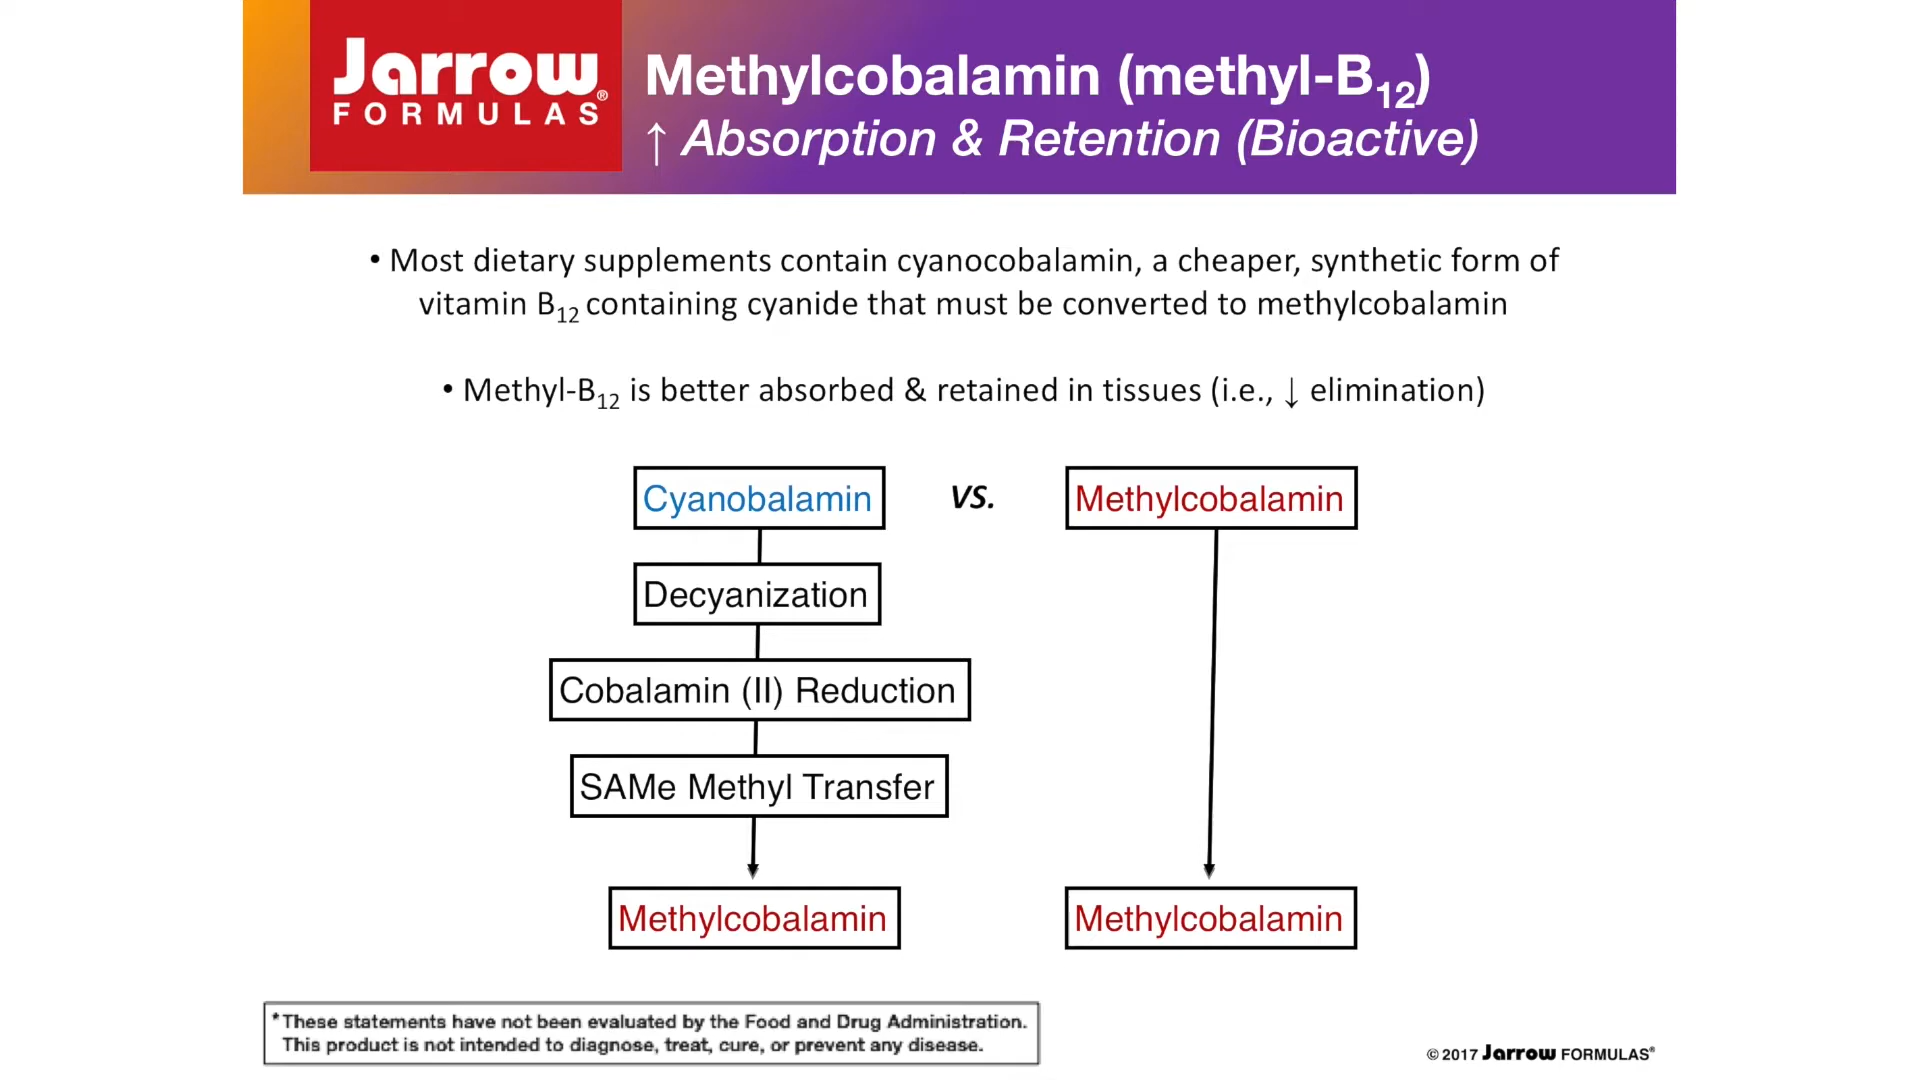 Jarrow®
FORMULAS
Methylcobalamin (methyl-B12)
↑ Absorption & Retention (Bioactive)
• Most dietary supplements contain cyanocobalamin, a cheaper, synthetic form of
vitamin B12 containing cyanide that must be converted to methylcobalamin
• Methyl-B12 is better absorbed & retained in tissues (i.e., ↓ elimination)
Cyanobalamin
VS.
Methylcobalamin
Decyanization
Cobalamin (II) Reduction
SAMe Methyl Transfer
Methylcobalamin
Methylcobalamin
*These statements have not been evaluated by the Food and Drug Administration.
This product is not intended to diagnose, treat, cure, or prevent any disease.
© 2017 Jarrow FORMULAS®